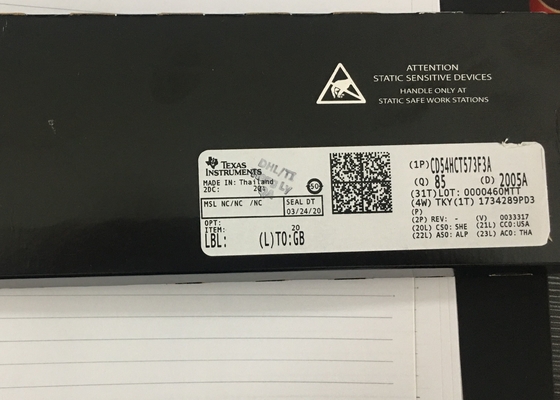 ATTENTION
STATIC SENSITIVE DEVICES
HANDLE ONLY AT
STATIC SAFE WORK STATIONS
TEXAS
INSTRUMENTS
MADE IN: Thailand
2DC: 22:
DHL/TI
MSL NC/NC /NC
SEAL DT
03/24/20
OPT:
ITEM: 20
LBL: (L)TO:GB
(1P)CD54HCT573F3A
(Q) 85 (D) 2005A
(31T)LOT: 0000460MTT
(4W) TKY(1T) 1734289PD3
(P)
(2P) REV: - (V) 0033317
(20L) CSO: SHE (21L) CCO:USA
(22L) ASO: ALP (23L) ACO: THA